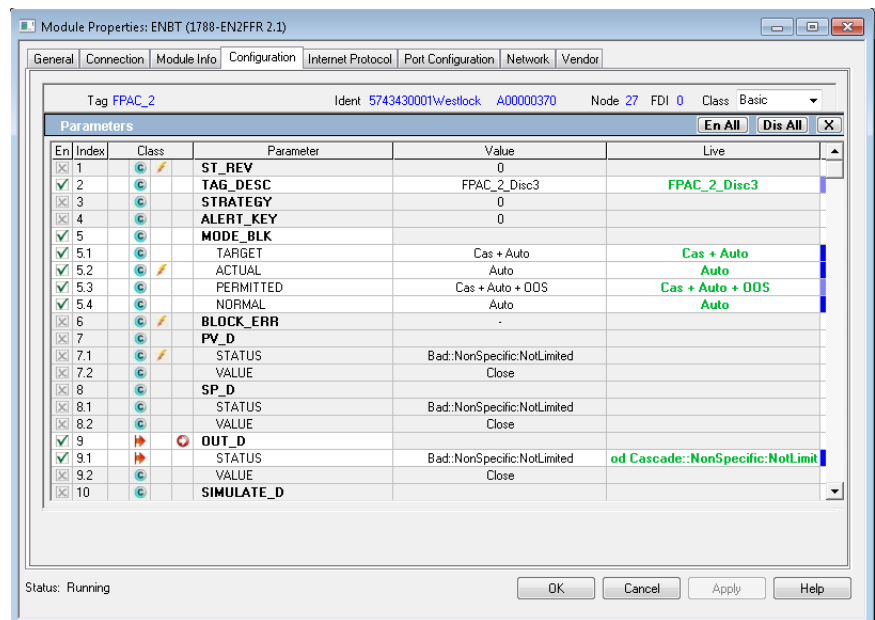 Module Properties: ENBT (1788-EN2FFR 2.1)
General Connection Module Info Configuration Internet Protocol Port Configuration Network Vendor
Tag FPAC_2 Ident 5743430001Westlock A00000370 Node 27 FDI 0 Class Basic
Parameters En All Dis All X
En Index Class Parameter Value Live
1 ST_REV 0
2 TAG_DESC FPAC_2_Disc3 FPAC_2_Disc3
3 STRATEGY 0
4 ALERT_KEY 0
5 MODE_BLK
5.1 TARGET Cas + Auto Cas + Auto
5.2 ACTUAL Auto Auto
5.3 PERMITTED Cas + Auto + OOS Cas + Auto + OOS
5.4 NORMAL Auto Auto
6 BLOCK_ERR -
7 PV_D
7.1 STATUS Bad::NonSpecific:NotLimited
7.2 VALUE Close
8 SP_D
8.1 STATUS Bad::NonSpecific:NotLimited
8.2 VALUE Close
9 OUT_D
9.1 STATUS Bad::NonSpecific:NotLimited od Cascade::NonSpecific:NotLimit
9.2 VALUE Close
10 SIMULATE_D
Status: Running OK Cancel Apply Help